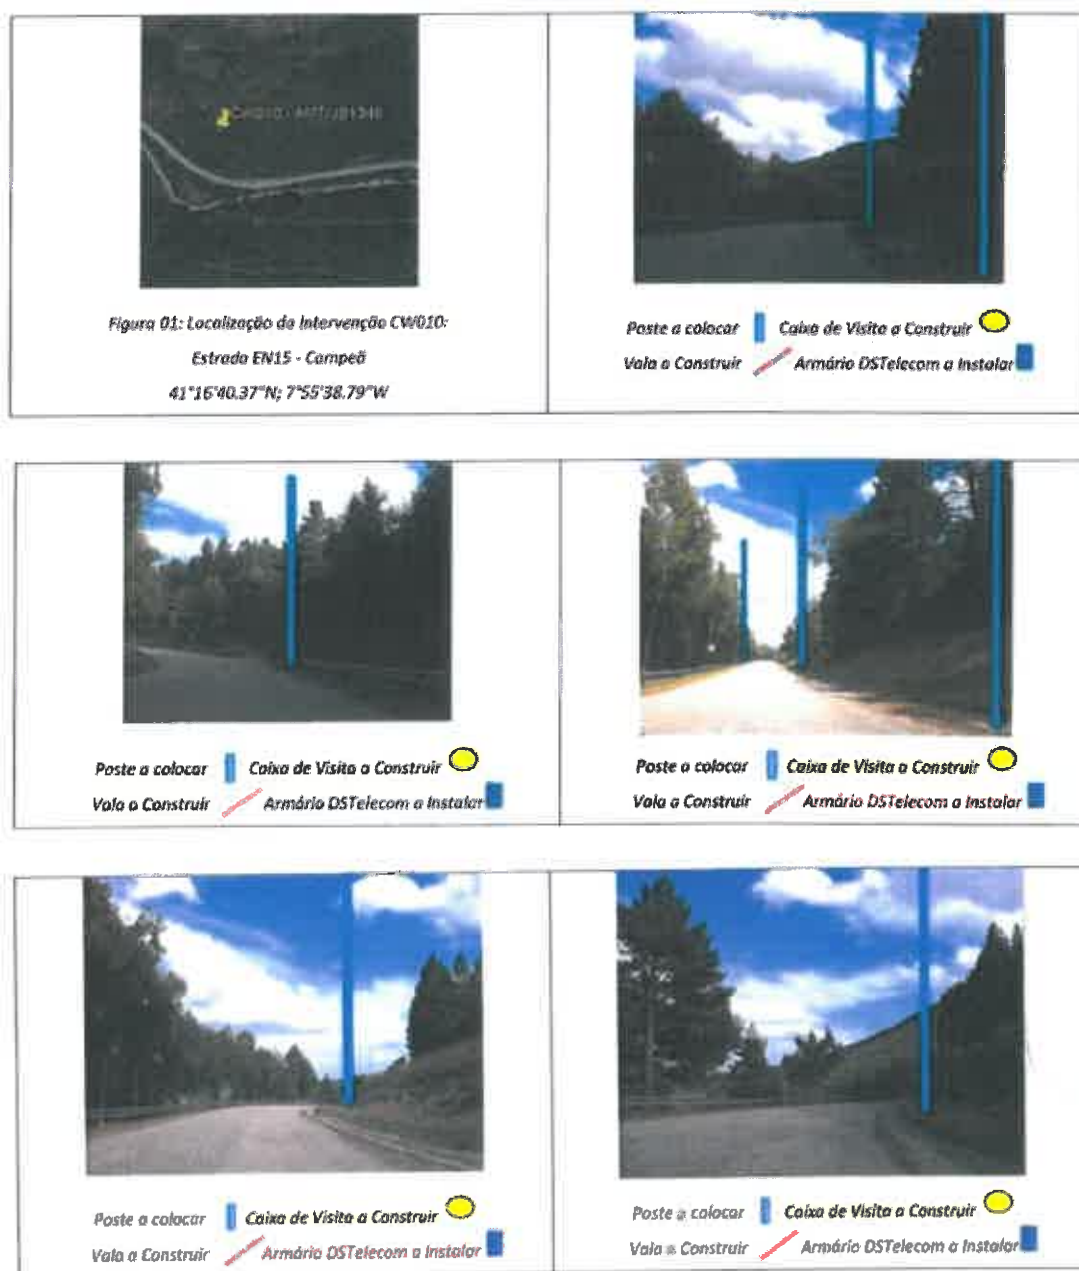 Figura 01: Localização da Intervenção CW010:
Estrada EN15 - Campeã
41°16'40.37"N; 7°55'38.79"W
Poste a colocar Caixa de Visita a Construir
Vala a Construir Armário DSTelecom a Instalar
Poste a colocar Caixa de Visita a Construir
Vala a Construir Armário DSTelecom a Instalar
Poste a colocar Caixa de Visita a Construir
Vala a Construir Armário DSTelecom a Instalar
Poste a colocar Caixa de Visita a Construir
Vala a Construir Armário DSTelecom a Instalar
Poste a colocar Caixa de Visita a Construir
Vala a Construir Armário DSTelecom a Instalar